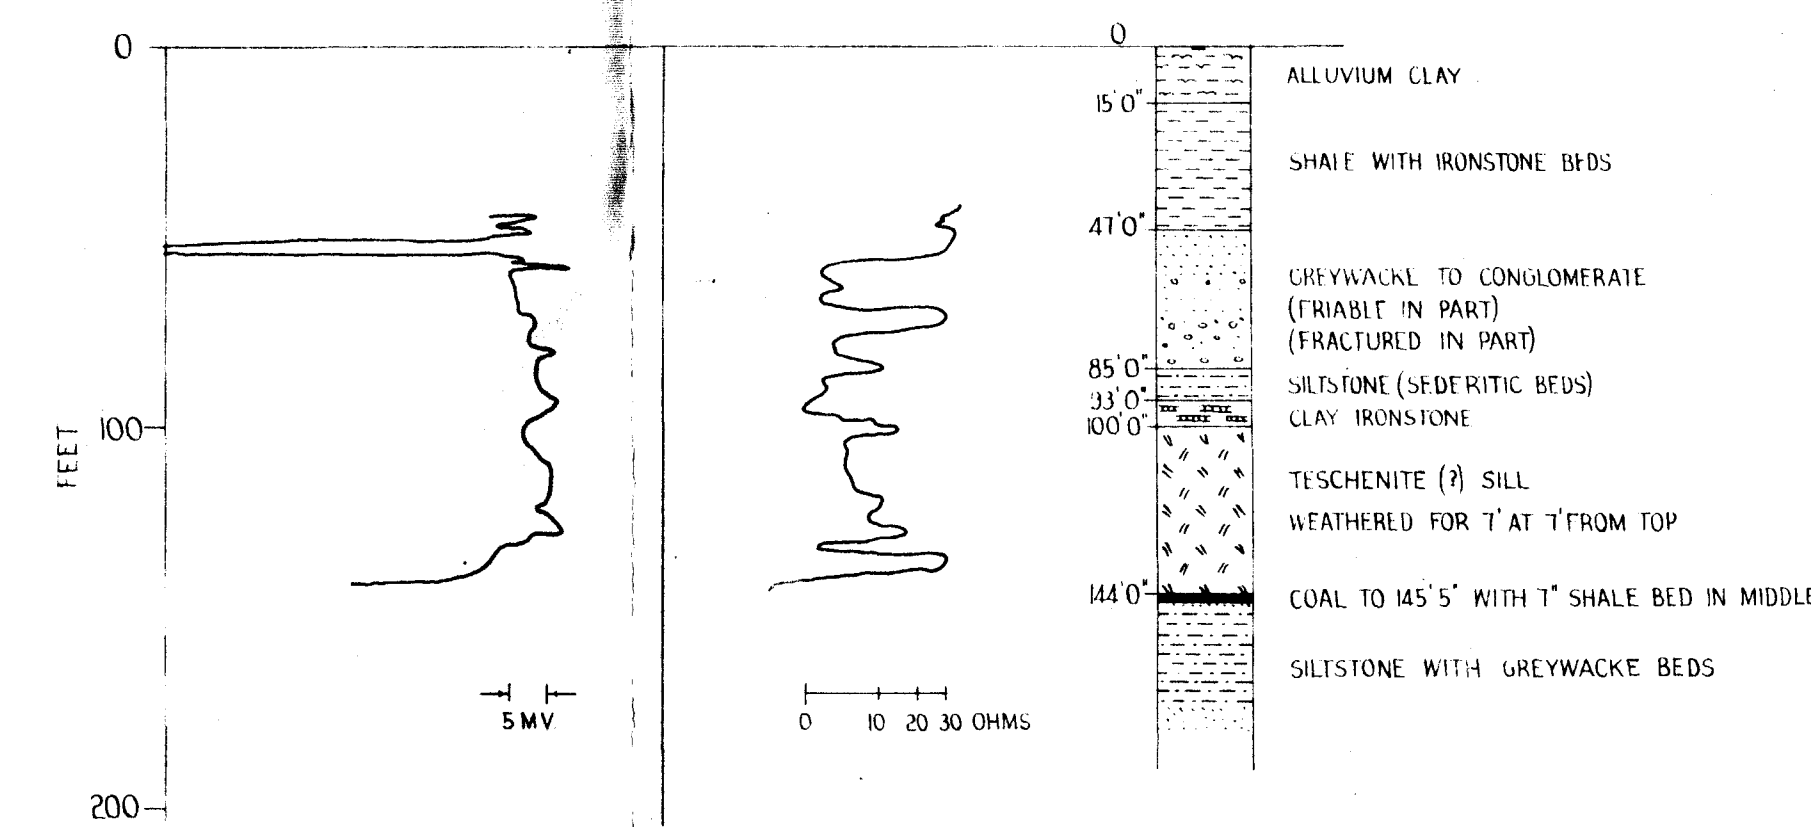 0
0
ALLUVIUM CLAY
15'0"
SHALE WITH IRONSTONE BEDS
47'0"
GREYWACKE TO CONGLOMERATE
(FRIABLE IN PART)
(FRACTURED IN PART)
85'0"
SILTSTONE (SEDERITIC BEDS)
93'0"
CLAY IRONSTONE
100'0"
100
FEET
TESCHENITE (?) SILL
WEATHERED FOR 7' AT 7' FROM TOP
144'0"
COAL TO 145'5" WITH 7" SHALE BED IN MIDDLE
SILTSTONE WITH GREYWACKE BEDS
5 MV
0 10 20 30 OHMS
200